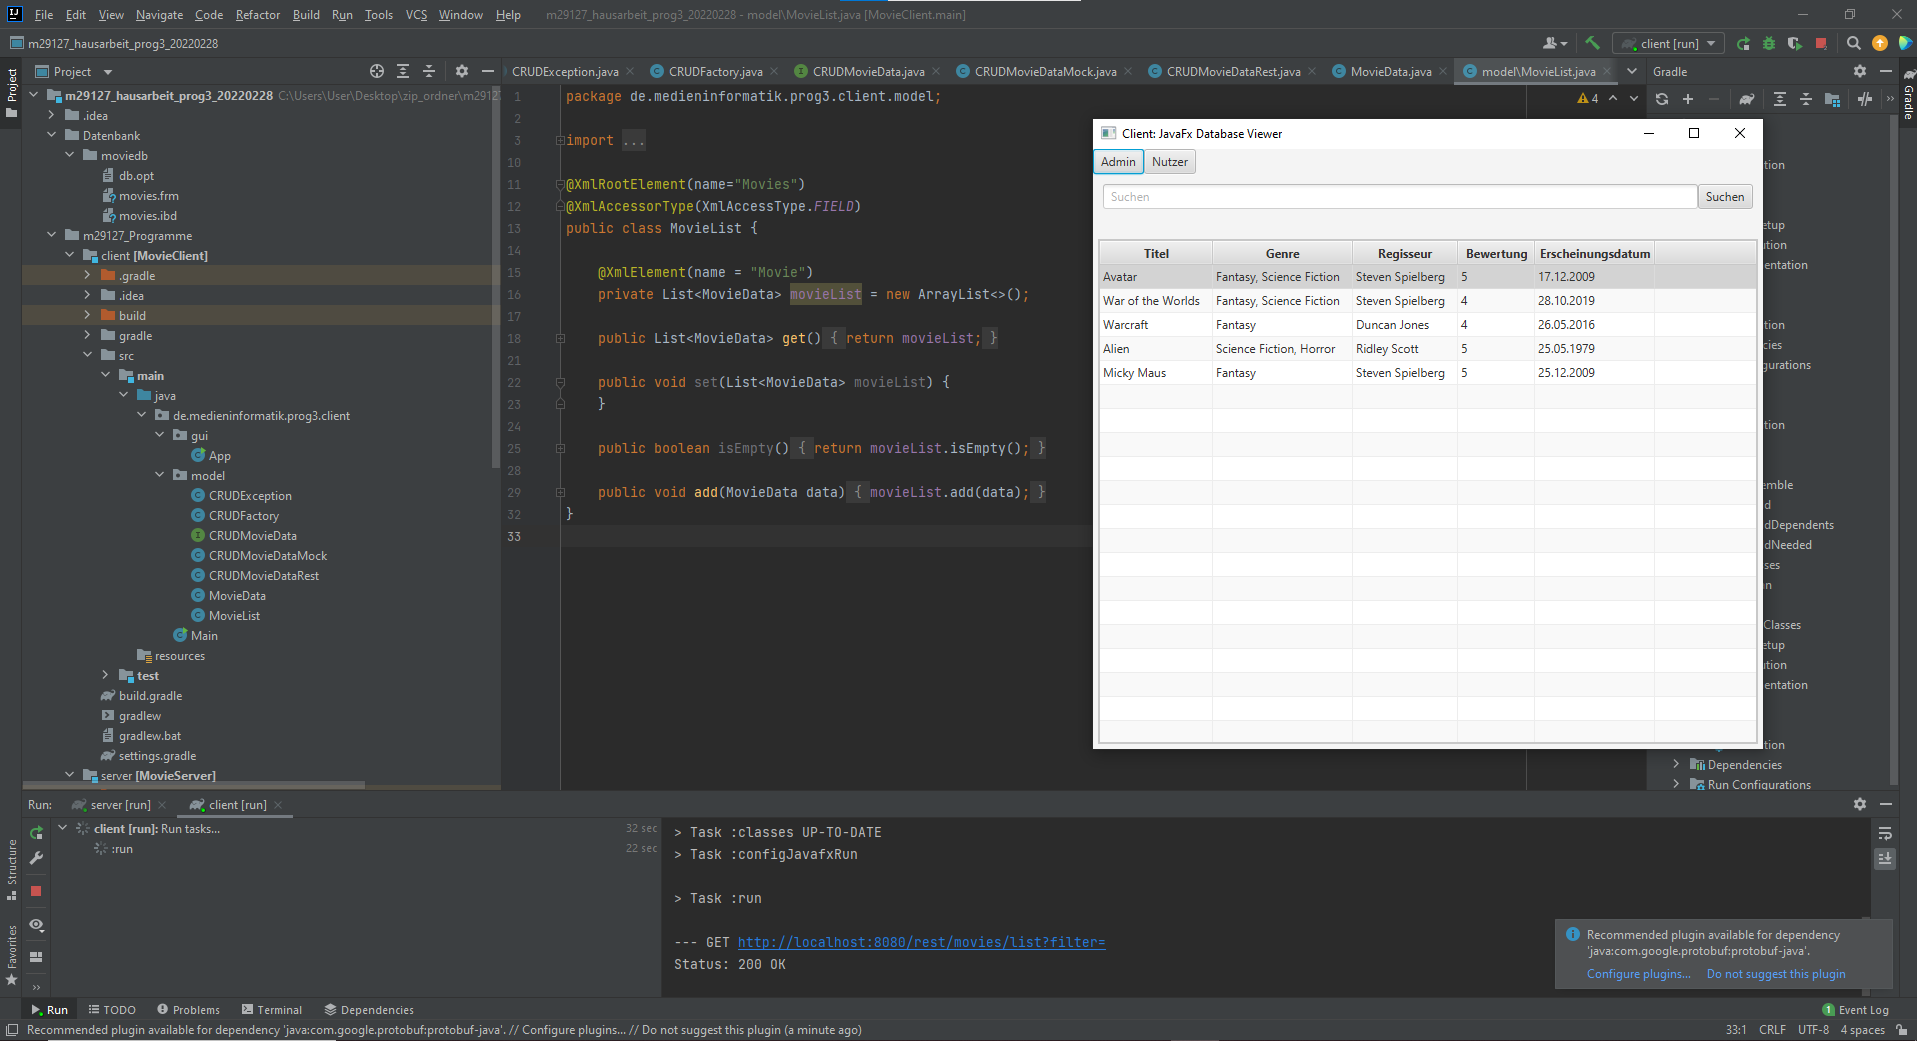 File Edit View Navigate Code Refactor Build Run Tools VCS Window Help m29127_hausarbeit_prog3_20220228 - model\MovieList.java [MovieClient.main]
m29127_hausarbeit_prog3_20220228
client [run]
Project
CRUDException.java CRUDFactory.java CRUDMovieData.java CRUDMovieDataMock.java CRUDMovieDataRest.java MovieData.java model\MovieList.java
Gradle
Project
Gradle
m29127_hausarbeit_prog3_20220228 C:\Users\User\Desktop\zip_ordner\m2912
.idea
Datenbank
moviedb
db.opt
movies.frm
movies.ibd
m29127_Programme
client [MovieClient]
.gradle
.idea
build
gradle
src
main
java
de.medieninformatik.prog3.client
gui
App
model
CRUDException
CRUDFactory
CRUDMovieData
CRUDMovieDataMock
CRUDMovieDataRest
MovieData
MovieList
Main
resources
test
build.gradle
gradlew
gradlew.bat
settings.gradle
server [MovieServer]
1 package de.medieninformatik.prog3.client.model;
2
3 import ...
10
11 @XmlRootElement(name="Movies")
12 @XmlAccessorType(XmlAccessType.FIELD)
13 public class MovieList {
14
15 @XmlElement(name = "Movie")
16 private List<MovieData> movieList = new ArrayList<>();
17
18 public List<MovieData> get() { return movieList; }
21
22 public void set(List<MovieData> movieList) {
23 }
24
25 public boolean isEmpty() { return movieList.isEmpty(); }
28
29 public void add(MovieData data) { movieList.add(data); }
32 }
33
4
Client: JavaFx Database Viewer
Admin Nutzer
Suchen Suchen
Titel Genre Regisseur Bewertung Erscheinungsdatum
Avatar Fantasy, Science Fiction Steven Spielberg 5 17.12.2009
War of the Worlds Fantasy, Science Fiction Steven Spielberg 4 28.10.2019
Warcraft Fantasy Duncan Jones 4 26.05.2016
Alien Science Fiction, Horror Ridley Scott 5 25.05.1979
Micky Maus Fantasy Steven Spielberg 5 25.12.2009
tion
etup
ution
entation
tion
cies
gurations
tion
emble
d
dDependents
dNeeded
ses
n
Classes
etup
ution
entation
tion
Dependencies
Run Configurations
Run: server [run] client [run]
client [run]: Run tasks... 32 sec
:run 22 sec
> Task :classes UP-TO-DATE
> Task :configJavafxRun
> Task :run
--- GET http://localhost:8080/rest/movies/list?filter=
Status: 200 OK
Structure
Favorites
Recommended plugin available for dependency
'java:com.google.protobuf:protobuf-java'.
Configure plugins... Do not suggest this plugin
Run TODO Problems Terminal Dependencies 1 Event Log
Recommended plugin available for dependency 'java:com.google.protobuf:protobuf-java'. // Configure plugins... // Do not suggest this plugin (a minute ago) 33:1 CRLF UTF-8 4 spaces